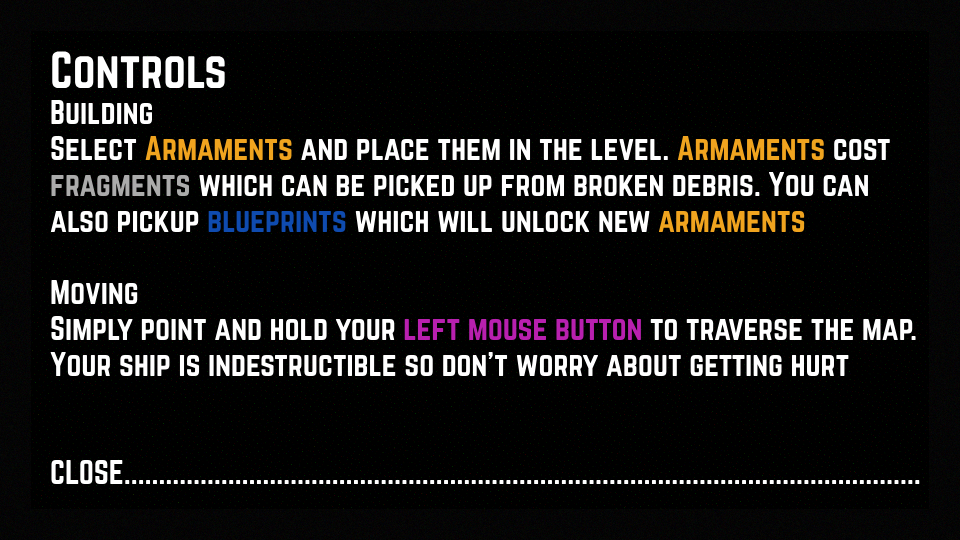 Controls
Building
Select Armaments and place them in the level. Armaments cost
fragments which can be picked up from broken debris. You can
also pickup blueprints which will unlock new armaments
Moving
Simply point and hold your left mouse button to traverse the map.
Your ship is indestructible so don't worry about getting hurt
close...........................................................................................................